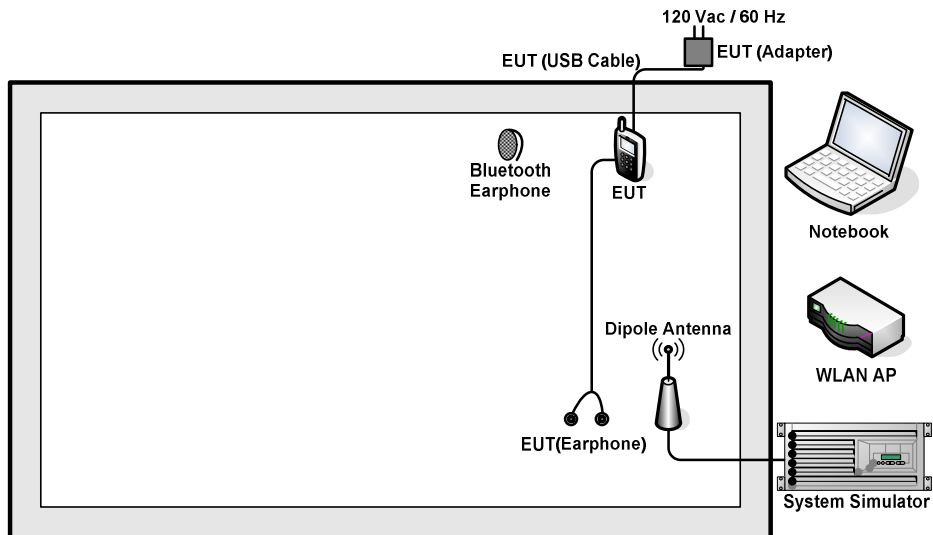 120 Vac / 60 Hz
EUT (USB Cable)
EUT (Adapter)
Bluetooth
Earphone
EUT
Notebook
Dipole Antenna
WLAN AP
EUT(Earphone)
System Simulator